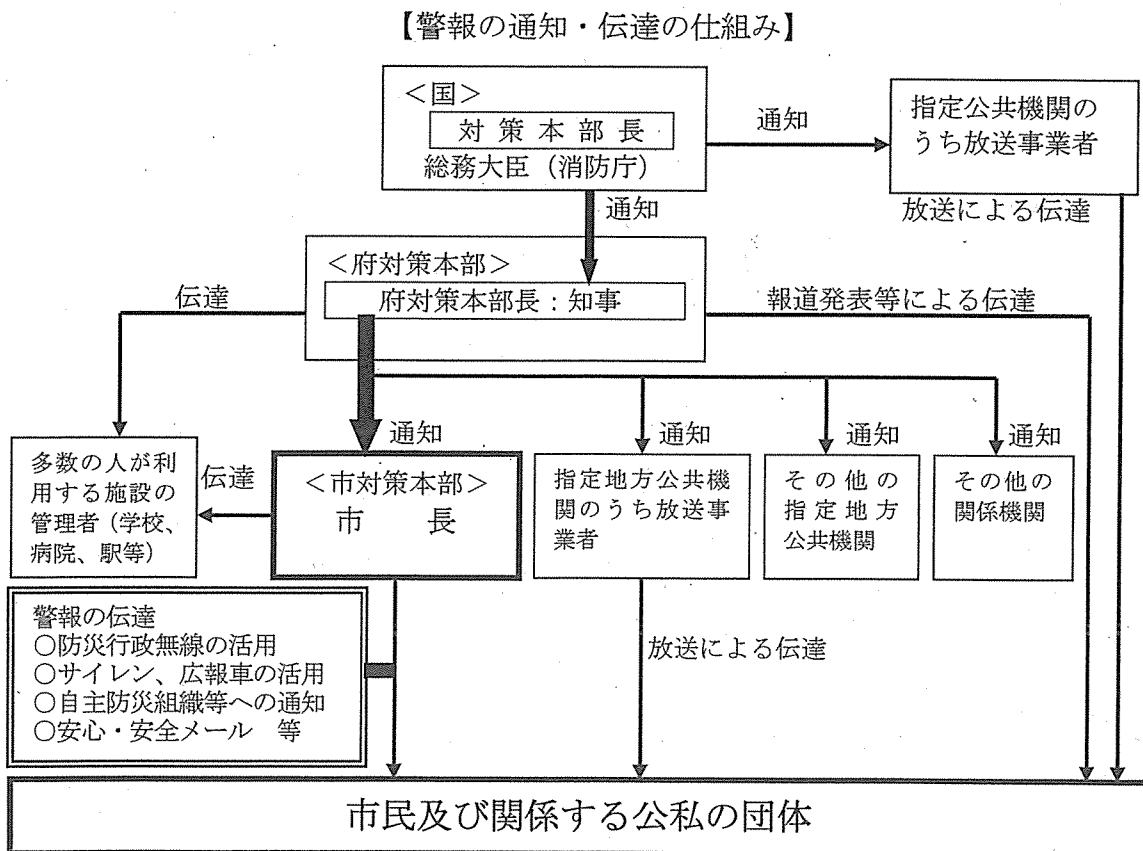 【警報の通知・伝達の仕組み】
<国>
対策本部長
総務大臣（消防庁）
通知
指定公共機関の
うち放送事業者
通知
放送による伝達
<府対策本部>
府対策本部長：知事
伝達
報道発表等による伝達
通知
通知
通知
通知
多数の人が利
用する施設の
管理者（学校、
病院、駅等）
伝達
<市対策本部>
市　長
指定地方公共機
関のうち放送事
業者
その他の
指定地方
公共機関
その他の
関係機関
警報の伝達
○防災行政無線の活用
○サイレン、広報車の活用
○自主防災組織等への通知
○安心・安全メール　等
放送による伝達
市民及び関係する公私の団体